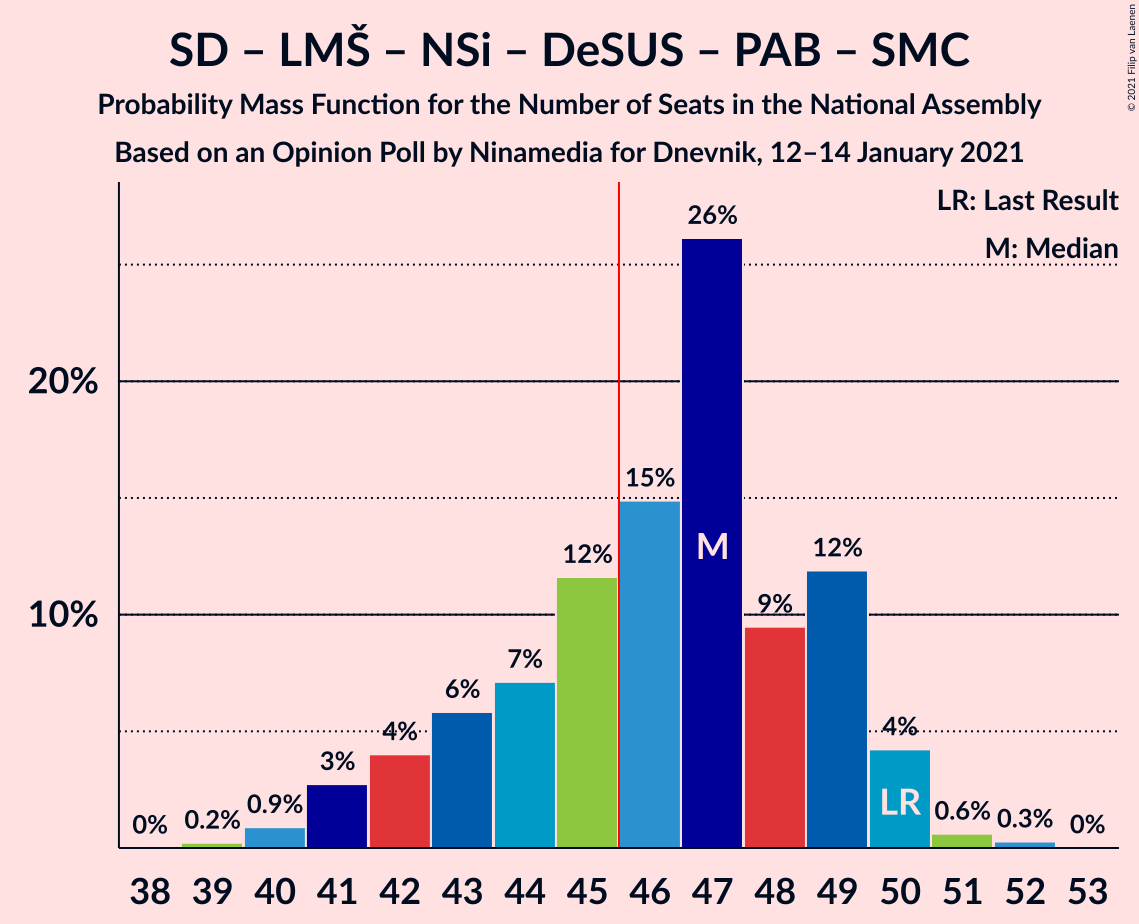 SD – LMŠ – NSi – DeSUS – PAB – SMC
Probability Mass Function for the Number of Seats in the National Assembly
Based on an Opinion Poll by Ninamedia for Dnevnik, 12–14 January 2021
© 2021 Filip van Laenen
LR: Last Result
M: Median
20%
10%
0%
0.2%
0.9%
3%
4%
6%
7%
12%
15%
26%
9%
12%
4%
0.6%
0.3%
0%
M
LR
38 39 40 41 42 43 44 45 46 47 48 49 50 51 52 53